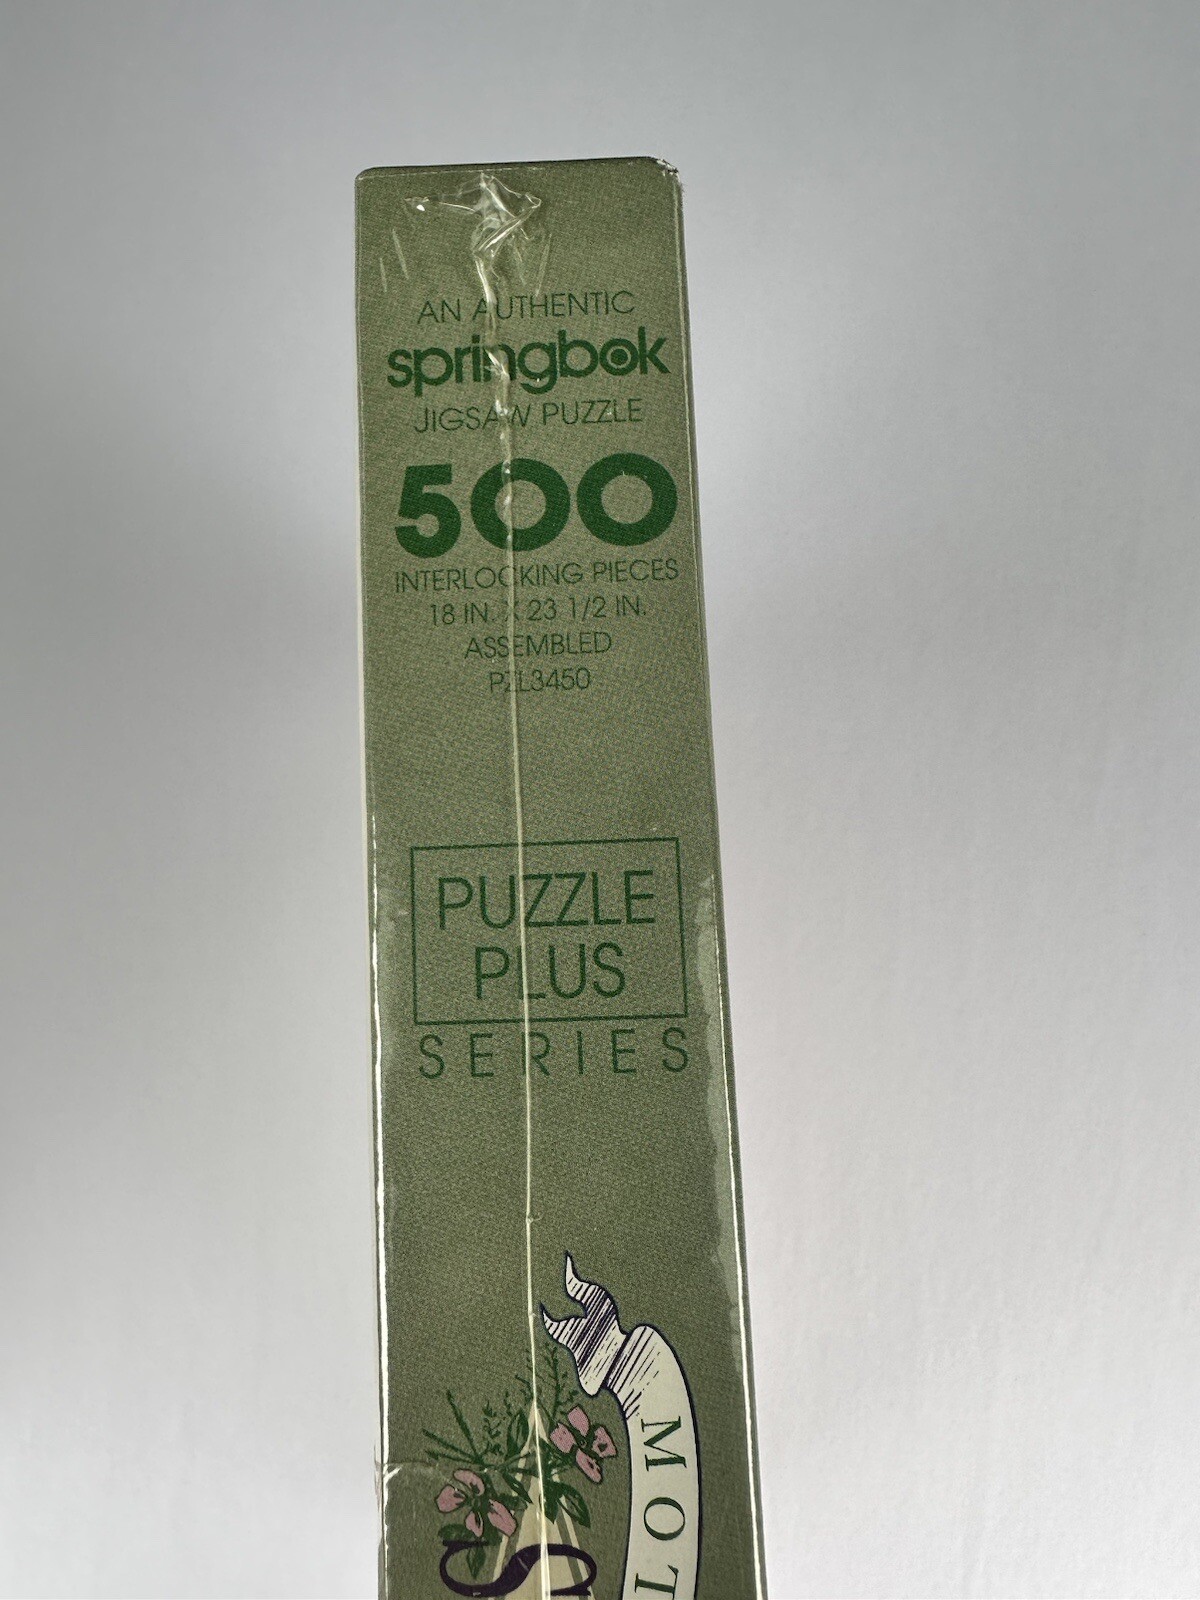 AN AUTHENTIC
springbok
JIGSAW PUZZLE
500
INTERLOCKING PIECES
18 IN. X 23 1/2 IN.
ASSEMBLED
PZL3450
PUZZLE
PLUS
SERIES
MOT
S